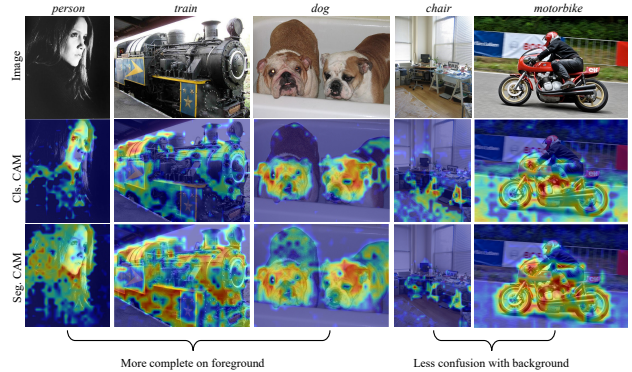 person train dog chair motorbike
Image
Cls. CAM
Seg. CAM
More complete on foreground Less confusion with background